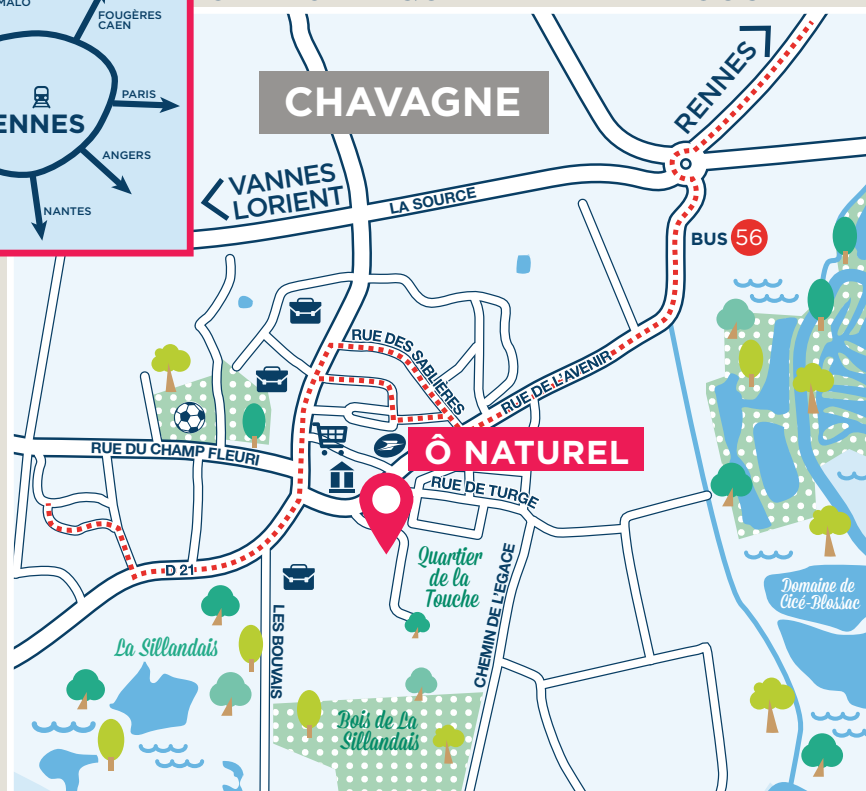 FOUGÈRES
CAEN
PARIS
ENNES
ANGERS
NANTES
CHAVAGNE
RENNES
VANNES
LORIENT
LA SOURCE
BUS 56
RUE DES SABLIÈRES
RUE DE L'AVENIR
Ô NATUREL
RUE DU CHAMP FLEURI
RUE DE TURGE
D 21
Quartier
de la
Touche
CHEMIN DE L'EGACE
LES BOUVAIS
Domaine de
Cicé-Blossac
La Sillandais
Bois de La
Sillandais